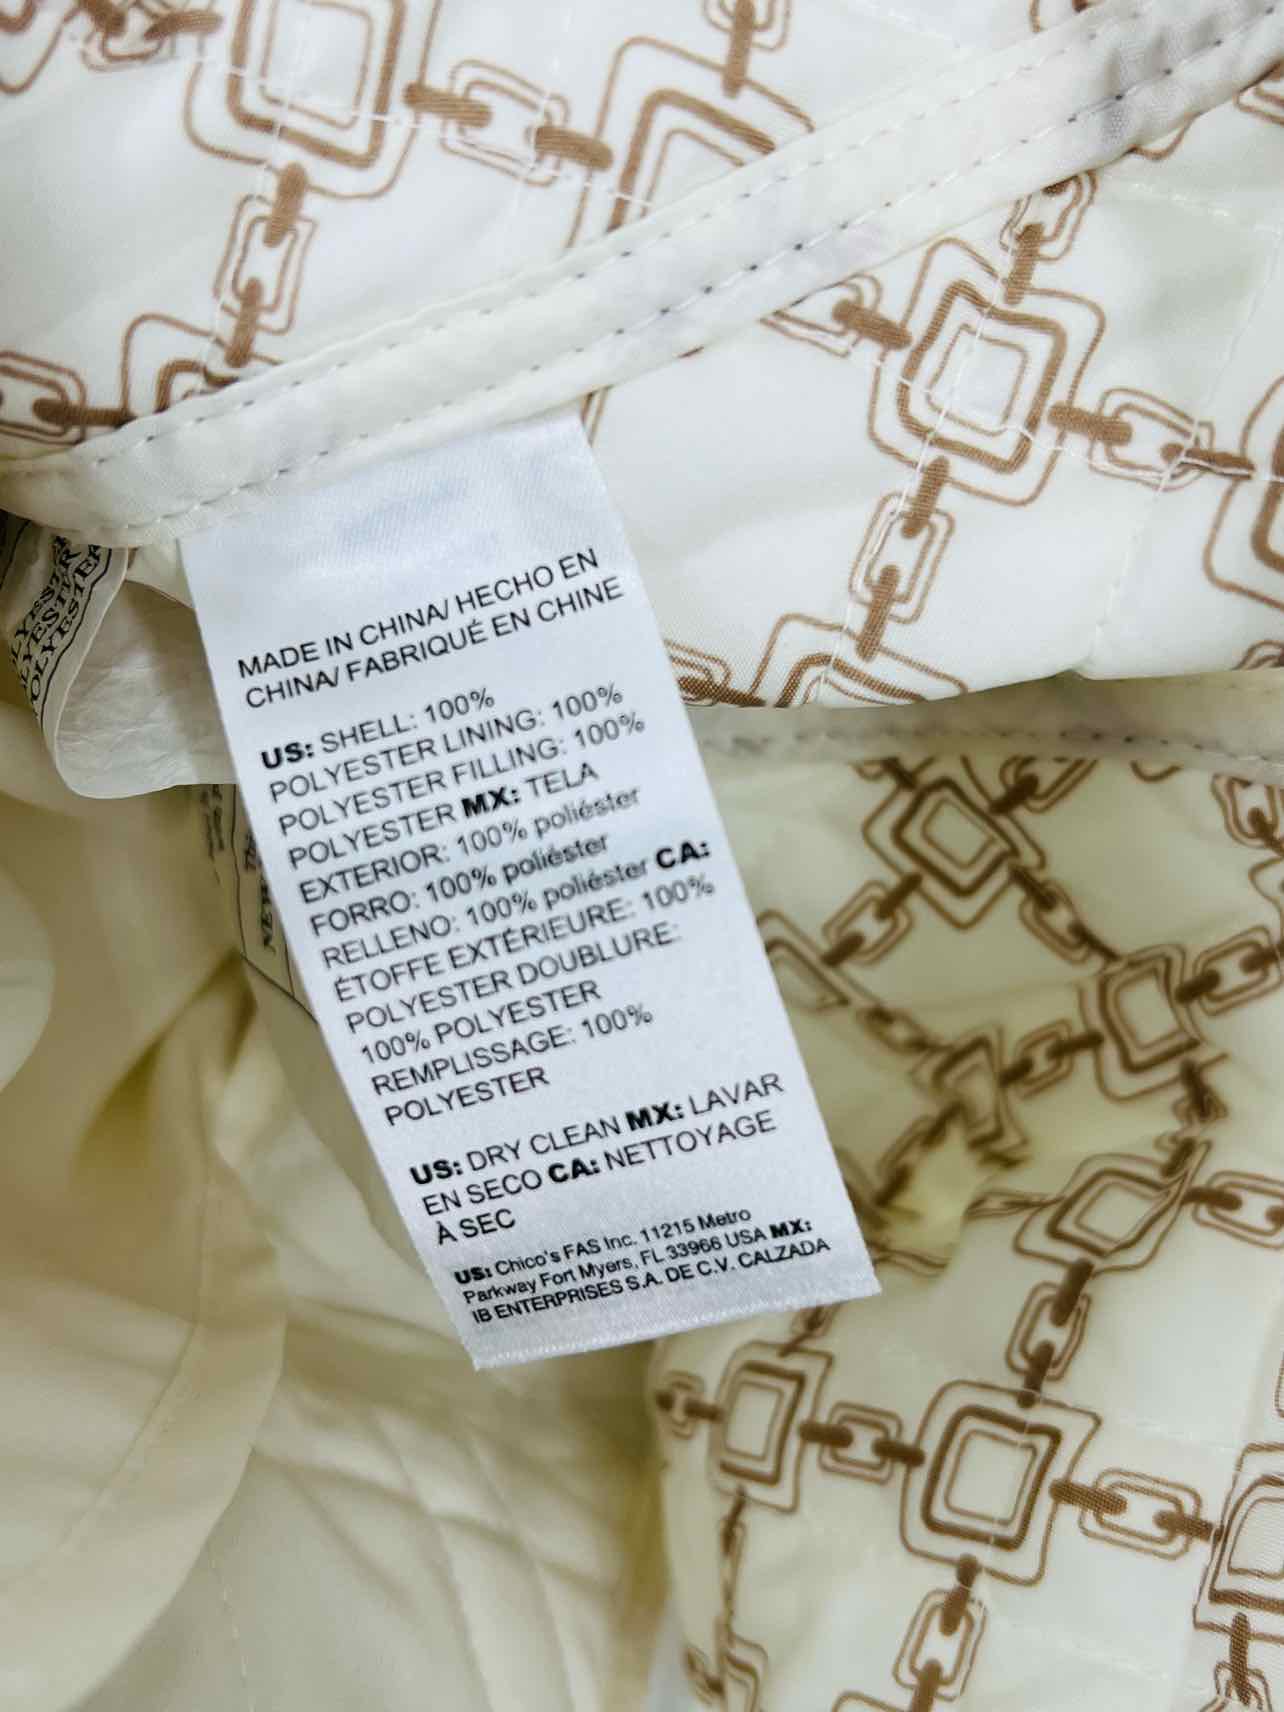 MADE IN CHINA/ HECHO EN
CHINA/ FABRIQUÉ EN CHINE
US: SHELL: 100%
POLYESTER LINING: 100%
POLYESTER FILLING: 100%
POLYESTER MX: TELA
EXTERIOR: 100% poliéster
FORRO: 100% poliéster
RELLENO: 100% poliéster CA:
ÉTOFFE EXTÉRIEURE: 100%
POLYESTER DOUBLURE:
100% POLYESTER
REMPLISSAGE: 100%
POLYESTER
US: DRY CLEAN MX: LAVAR
EN SECO CA: NETTOYAGE
À SEC
US: Chico's FAS Inc. 11215 Metro
Parkway Fort Myers, FL 33966 USA MX:
IB ENTERPRISES S.A. DE C.V. CALZADA